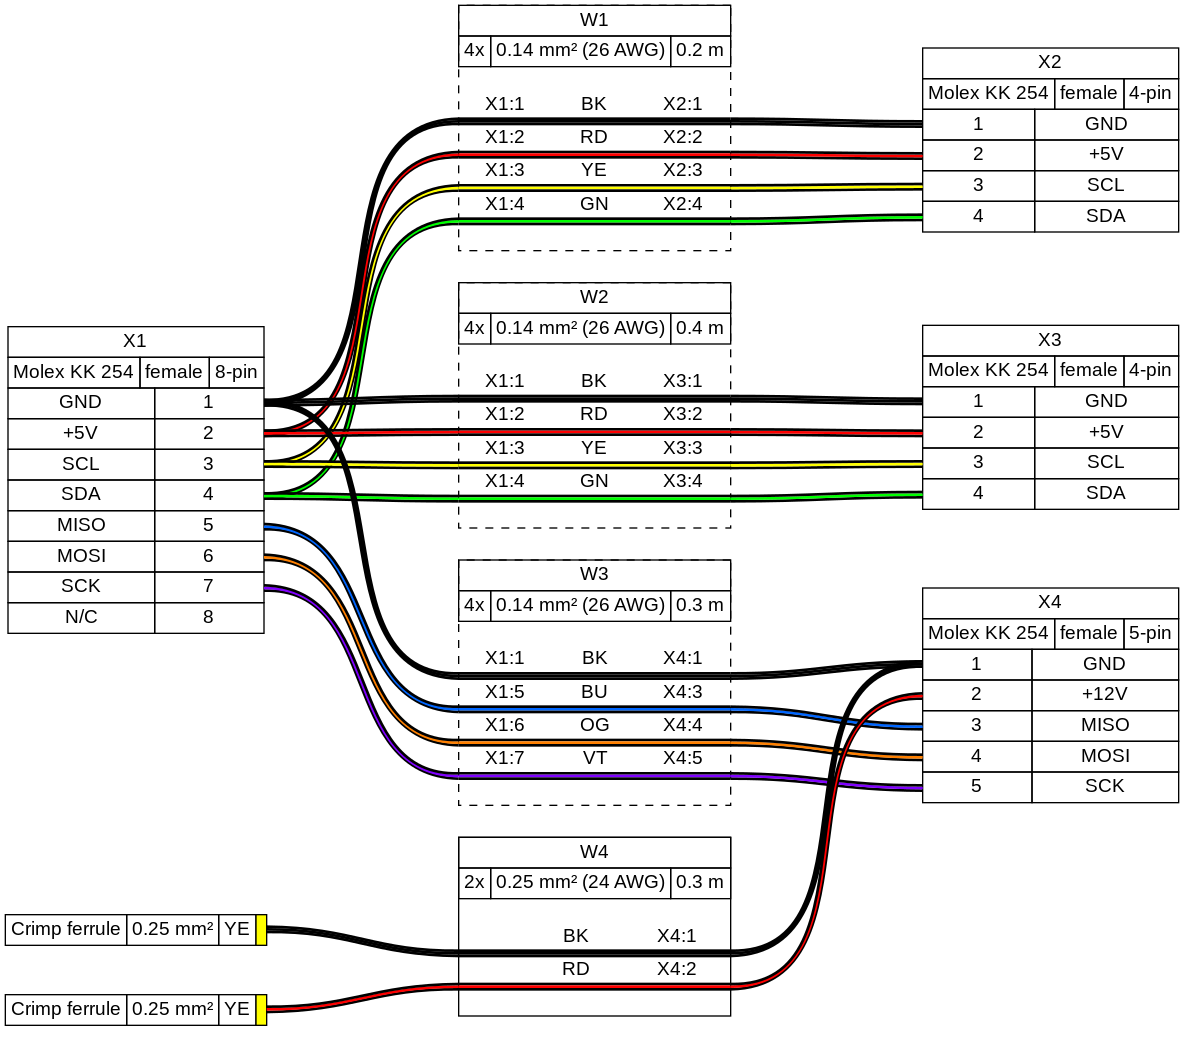 W1
4x 0.14 mm² (26 AWG) 0.2 m
X1:1 BK X2:1
X1:2 RD X2:2
X1:3 YE X2:3
X1:4 GN X2:4
X2
Molex KK 254 female 4-pin
1 GND
2 +5V
3 SCL
4 SDA
W2
4x 0.14 mm² (26 AWG) 0.4 m
X1:1 BK X3:1
X1:2 RD X3:2
X1:3 YE X3:3
X1:4 GN X3:4
X1
Molex KK 254 female 8-pin
GND 1
+5V 2
SCL 3
SDA 4
MISO 5
MOSI 6
SCK 7
N/C 8
X3
Molex KK 254 female 4-pin
1 GND
2 +5V
3 SCL
4 SDA
W3
4x 0.14 mm² (26 AWG) 0.3 m
X1:1 BK X4:1
X1:5 BU X4:3
X1:6 OG X4:4
X1:7 VT X4:5
X4
Molex KK 254 female 5-pin
1 GND
2 +12V
3 MISO
4 MOSI
5 SCK
W4
2x 0.25 mm² (24 AWG) 0.3 m
BK X4:1
RD X4:2
Crimp ferrule 0.25 mm² YE
Crimp ferrule 0.25 mm² YE